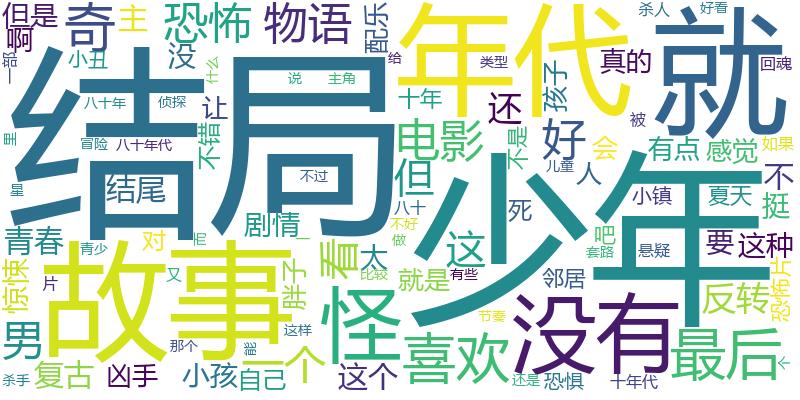 但是
奇
主
恐怖
物语
配乐
年代
就
杀人
好看
啊
小丑
没
给
类型
真的
回魂
一部
什么
说
主角
孩子
八十年
侦探
让
十年
还
结局
里
冒险
八十年代
不错
电影
不是
好
被
会
有点
感觉
如果
星
结尾
不过
但
八十
少年
儿童
人
小镇
夏天
不
挺
死
剧情
不好
青春
青少
对
看
太
做
这
吧
套路
悬疑
要
这种
故事
惊悚
片
又
胖子
一
比较
就是
有些
邻居
恐怖片
反转
怪
没有
节奏
男
那个
能
这样
一个
喜欢
最后
杀手
复古
凶手
小孩
自己
这个
还是
恐惧
十年代